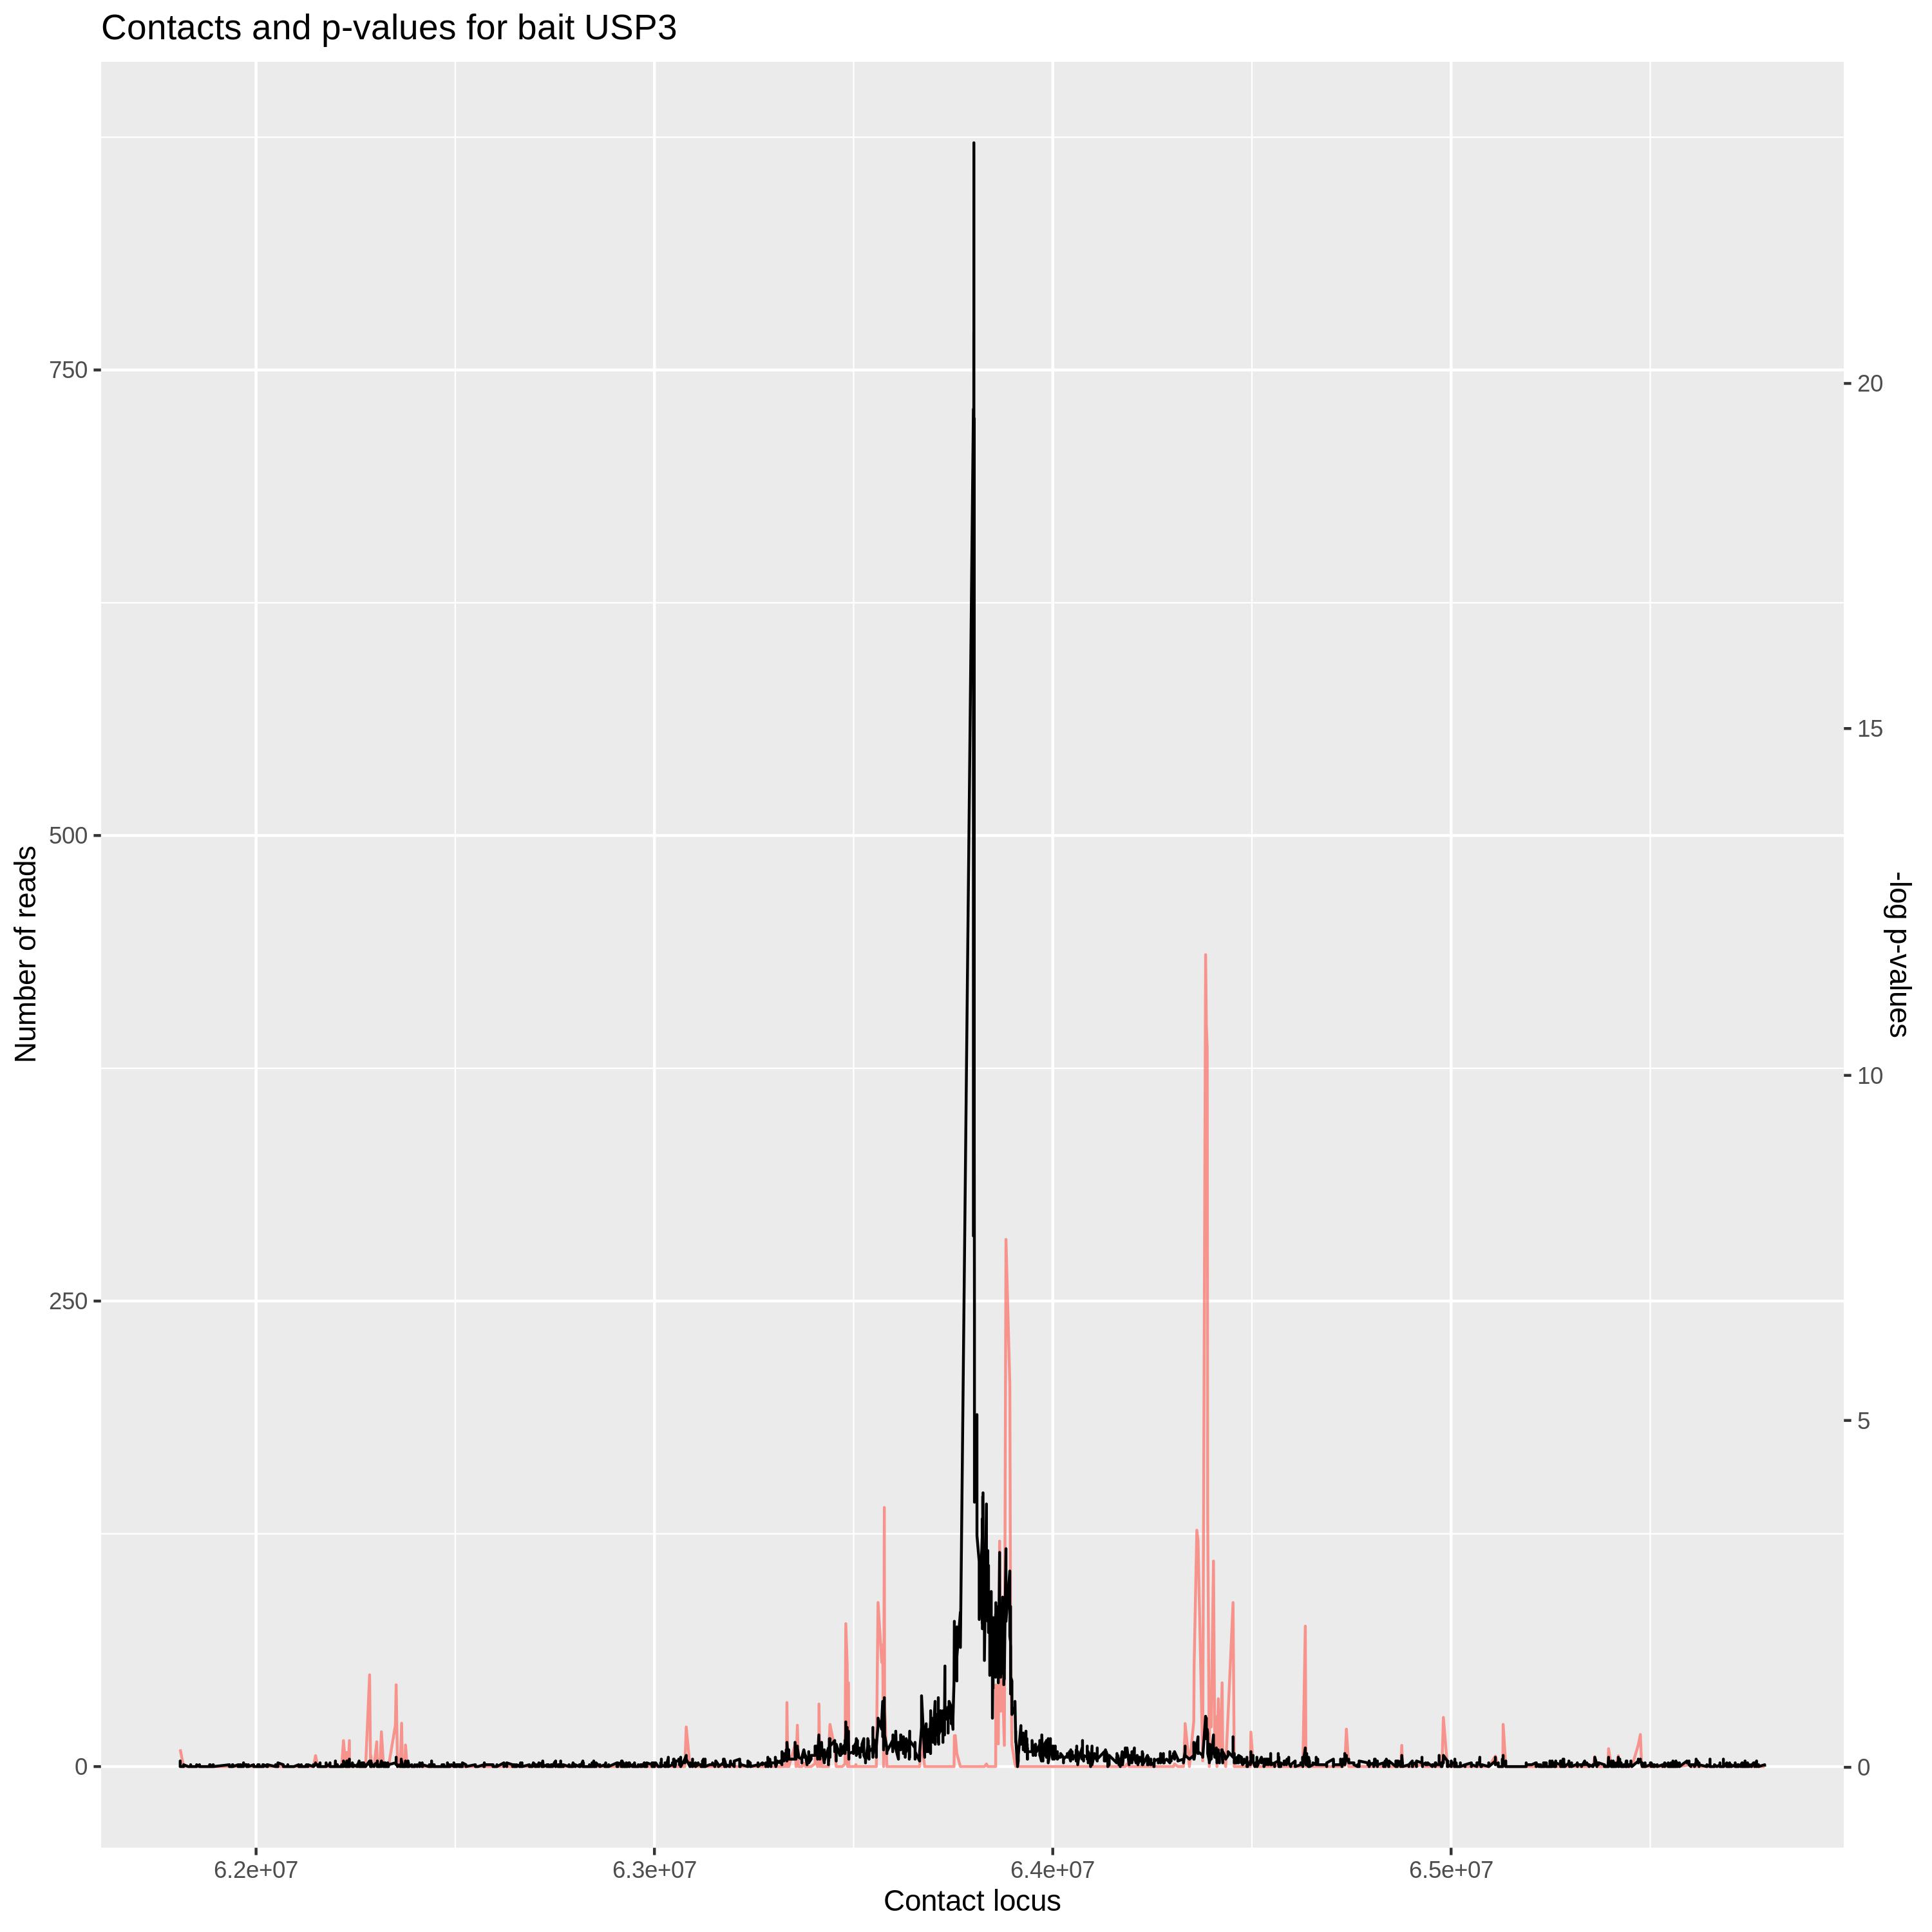 Contacts and p-values for bait USP3
750
500
250
0
20
15
10
5
0
Number of reads
-log p-values
6.2e+07
6.3e+07
6.4e+07
6.5e+07
Contact locus